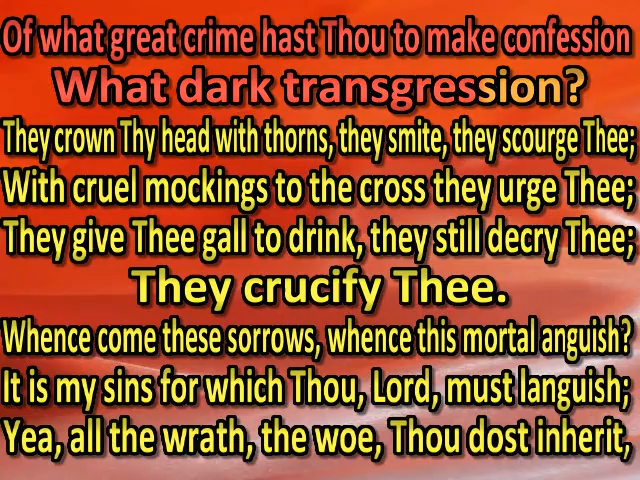 Of what great crime hast Thou to make confession
What dark transgression?
They crown Thy head with thorns, they smite, they scourge Thee;
With cruel mockings to the cross they urge Thee;
They give Thee gall to drink, they still decry Thee;
They crucify Thee.
Whence come these sorrows, whence this mortal anguish?
It is my sins for which Thou, Lord, must languish;
Yea, all the wrath, the woe, Thou dost inherit,